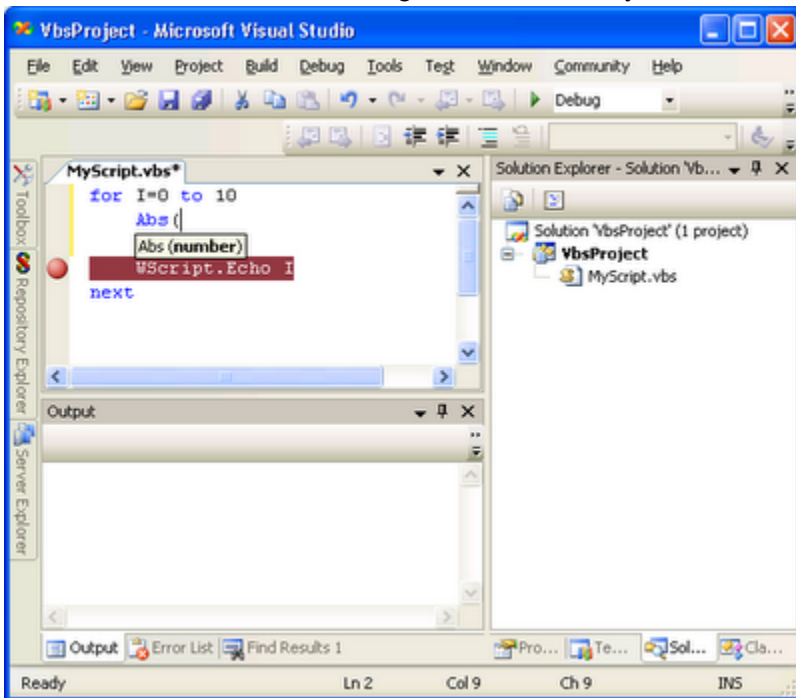 VbsProject - Microsoft Visual Studio
File Edit View Project Build Debug Tools Test Window Community Help
Debug
MyScript.vbs*
for I=0 to 10
Abs(
Abs (number)
WScript.Echo I
next
Toolbox
Repository Explorer
Server Explorer
Output
Output Error List Find Results 1
Solution Explorer - Solution 'Vb...
Solution 'VbsProject' (1 project)
VbsProject
MyScript.vbs
Pro... Te... Sol... Cla...
Ready Ln 2 Col 9 Ch 9 INS